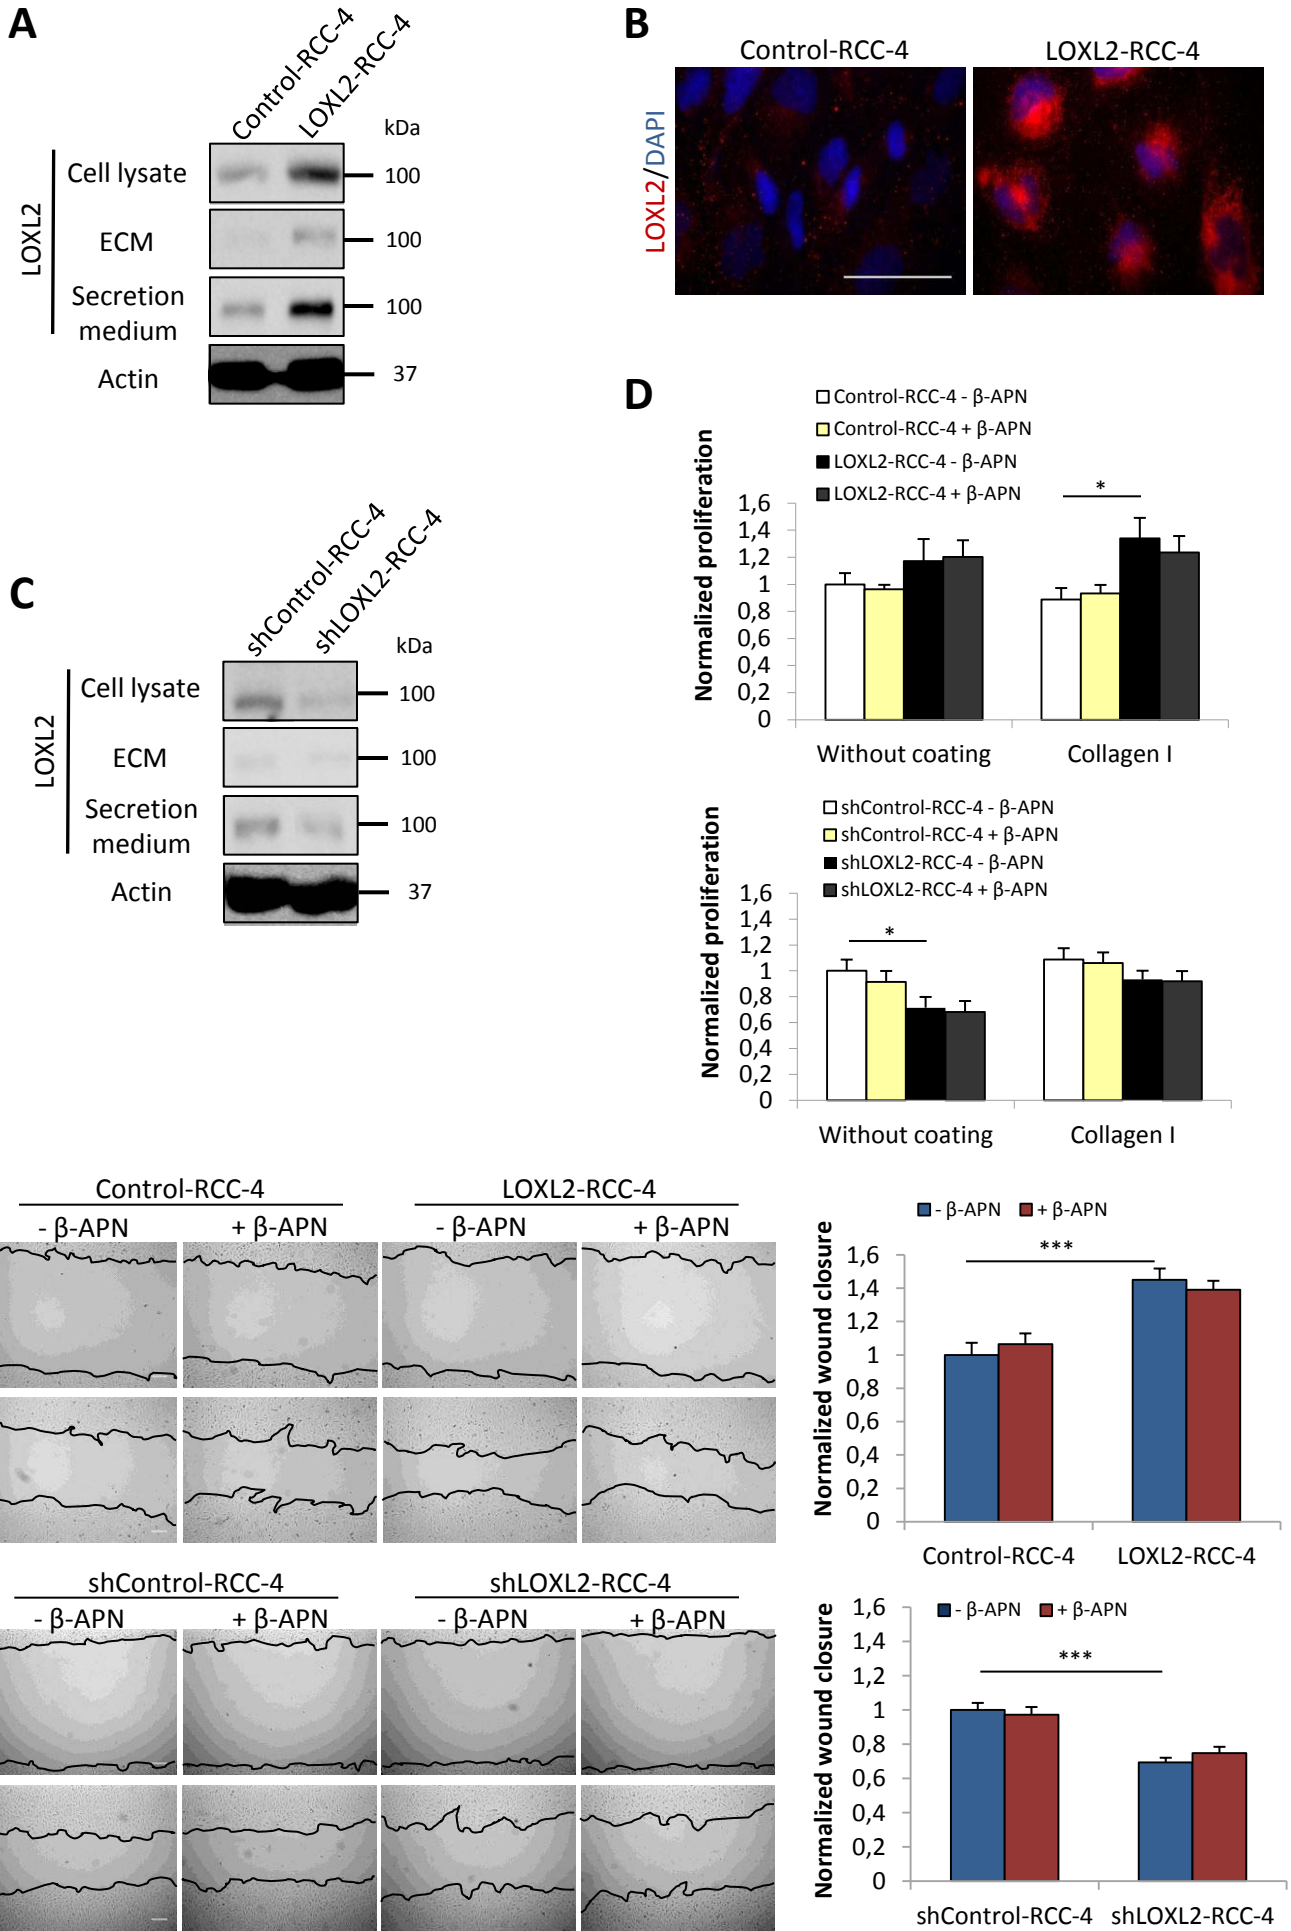 A
Control-RCC-4
LOXL2-RCC-4
kDa
LOXL2
Cell lysate
100
ECM
100
Secretion
medium
100
Actin
37
B
Control-RCC-4
LOXL2-RCC-4
LOXL2/DAPI
C
shControl-RCC-4
shLOXL2-RCC-4
kDa
LOXL2
Cell lysate
100
ECM
100
Secretion
medium
100
Actin
37
D
Control-RCC-4 - β-APN
Control-RCC-4 + β-APN
LOXL2-RCC-4 - β-APN
LOXL2-RCC-4 + β-APN
Normalized proliferation
1,6
1,4
1,2
1
0,8
0,6
0,4
0,2
0
*
Without coating
Collagen I
shControl-RCC-4 - β-APN
shControl-RCC-4 + β-APN
shLOXL2-RCC-4 - β-APN
shLOXL2-RCC-4 + β-APN
Normalized proliferation
1,6
1,4
1,2
1
0,8
0,6
0,4
0,2
0
*
Without coating
Collagen I
Control-RCC-4
LOXL2-RCC-4
- β-APN
+ β-APN
- β-APN
+ β-APN
- β-APN
+ β-APN
Normalized wound closure
1,6
1,4
1,2
1
0,8
0,6
0,4
0,2
0
***
Control-RCC-4
LOXL2-RCC-4
shControl-RCC-4
shLOXL2-RCC-4
- β-APN
+ β-APN
- β-APN
+ β-APN
- β-APN
+ β-APN
Normalized wound closure
1,6
1,4
1,2
1
0,8
0,6
0,4
0,2
0
***
shControl-RCC-4
shLOXL2-RCC-4